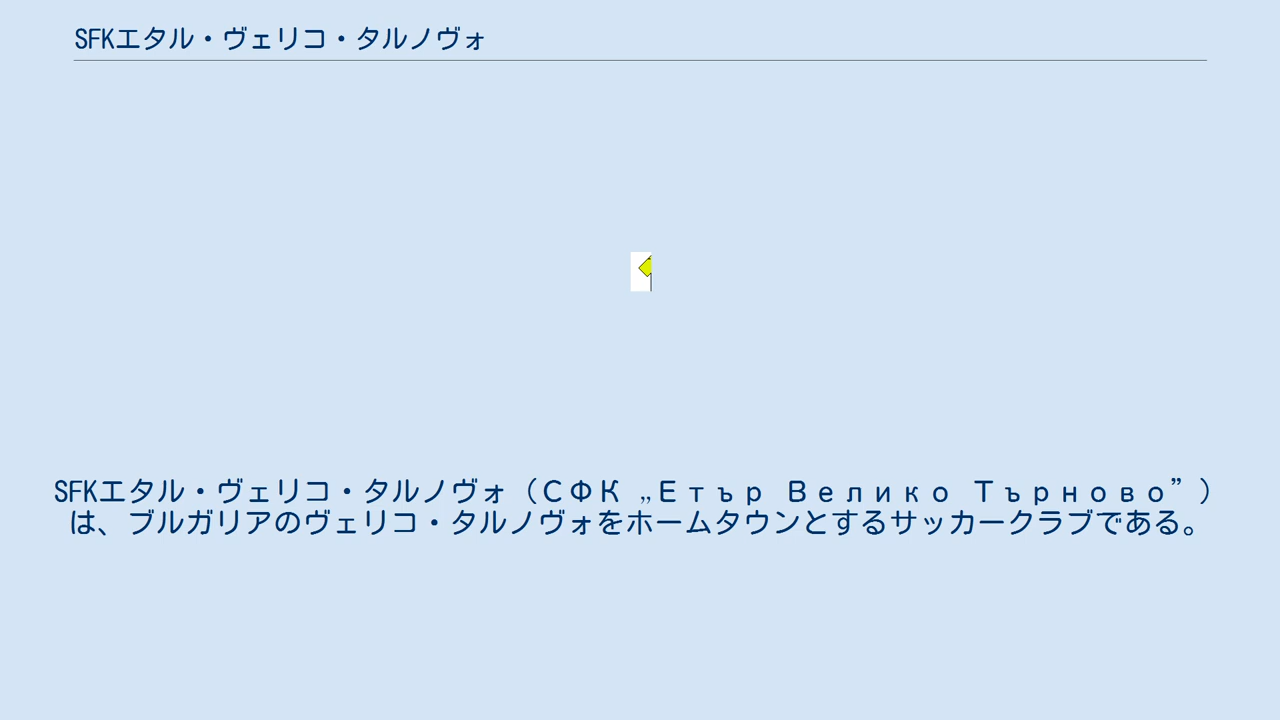 SFKエタル・ヴェリコ・タルノヴォ
SFKエタル・ヴェリコ・タルノヴォ（СФК „Етър Велико Търново”）
は、ブルガリアのヴェリコ・タルノヴォをホームタウンとするサッカークラブである。